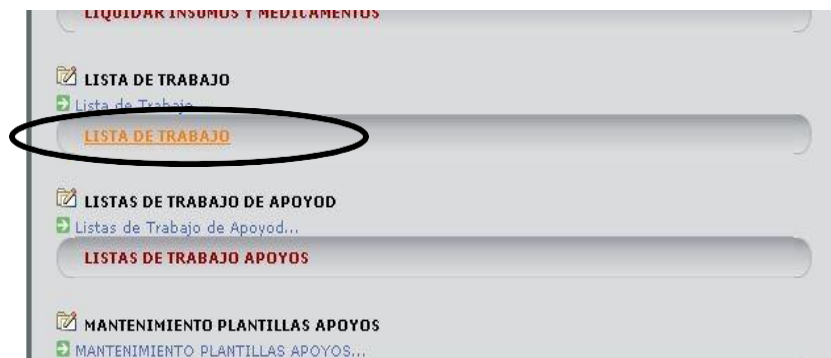 LIQUIDAR INSUMOS Y MEDICAMENTOS
LISTA DE TRABAJO
Lista de Trabajo...
LISTA DE TRABAJO
LISTAS DE TRABAJO DE APOYOD
Listas de Trabajo de Apoyod...
LISTAS DE TRABAJO APOYOS
MANTENIMIENTO PLANTILLAS APOYOS
MANTENIMIENTO PLANTILLAS APOYOS...